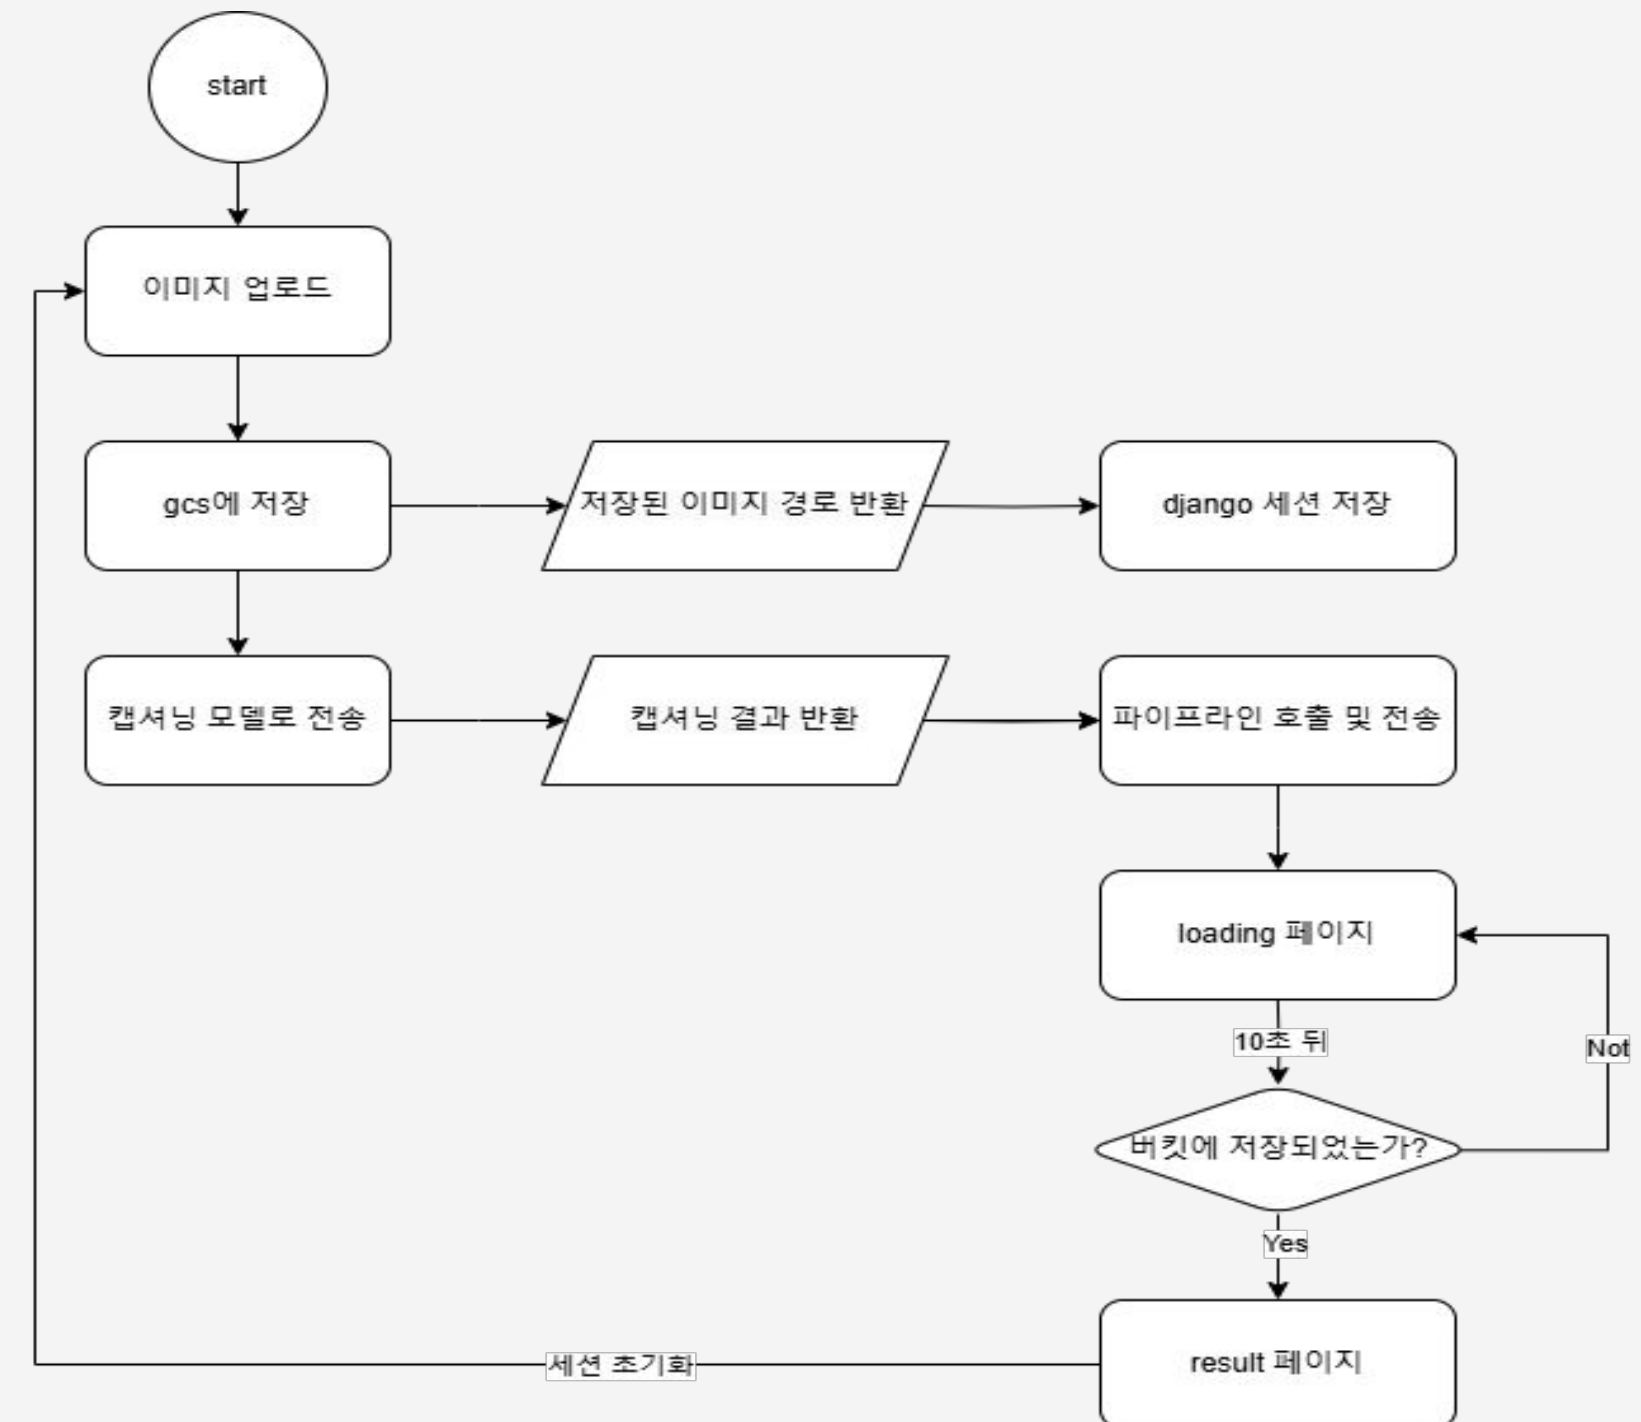 start
이미지 업로드
gcs에 저장
저장된 이미지 경로 반환
django 세션 저장
캡셔닝 모델로 전송
캡셔닝 결과 반환
파이프라인 호출 및 전송
loading 페이지
10초 뒤
Not
버킷에 저장되었는가?
Yes
result 페이지
세션 초기화